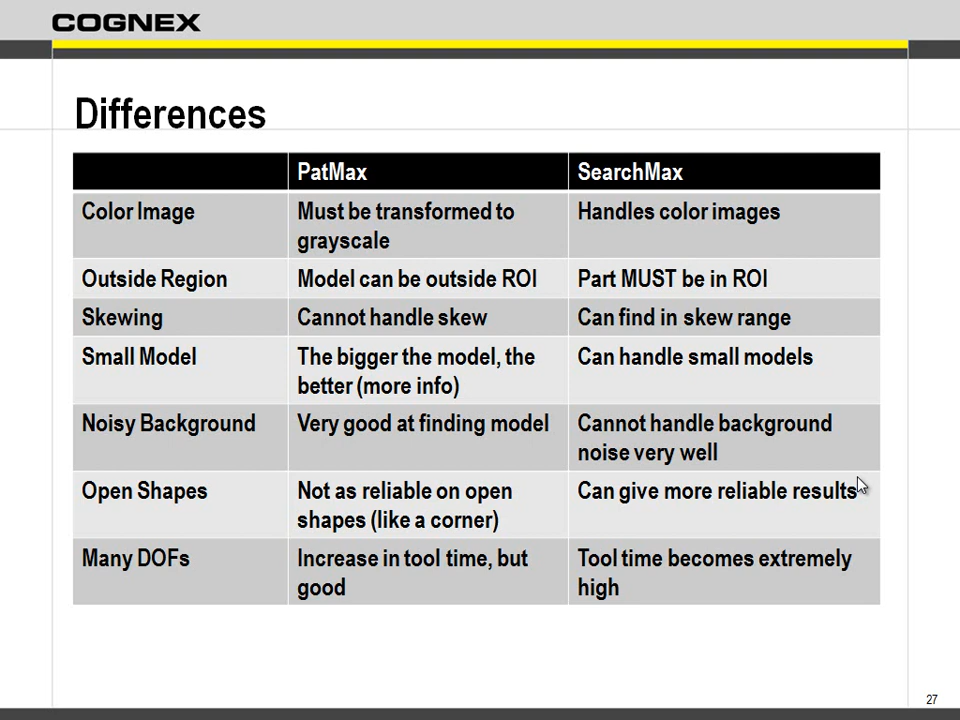 COGNEX
Differences
PatMax
SearchMax
Color Image
Must be transformed to
grayscale
Handles color images
Outside Region
Model can be outside ROI
Part MUST be in ROI
Skewing
Cannot handle skew
Can find in skew range
Small Model
The bigger the model, the
better (more info)
Can handle small models
Noisy Background
Very good at finding model
Cannot handle background
noise very well
Open Shapes
Not as reliable on open
shapes (like a corner)
Can give more reliable results
Many DOFs
Increase in tool time, but
good
Tool time becomes extremely
high
27